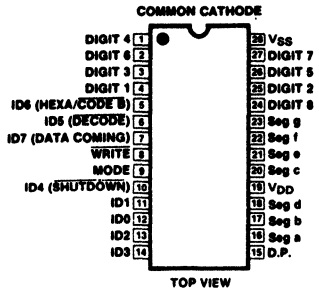 COMMON CATHODE
DIGIT 4 1 28 VSS
DIGIT 6 2 27 DIGIT 7
DIGIT 3 3 26 DIGIT 5
DIGIT 1 4 25 DIGIT 2
ID6 (HEXA/CODE B) 5 24 DIGIT 8
ID5 (DECODE) 6 23 Seg g
ID7 (DATA COMING) 7 22 Seg f
WRITE 8 21 Seg e
MODE 9 20 Seg c
ID4 (SHUTDOWN) 10 19 VDD
ID1 11 18 Seg d
ID0 12 17 Seg b
ID2 13 16 Seg a
ID3 14 15 D.P.
TOP VIEW